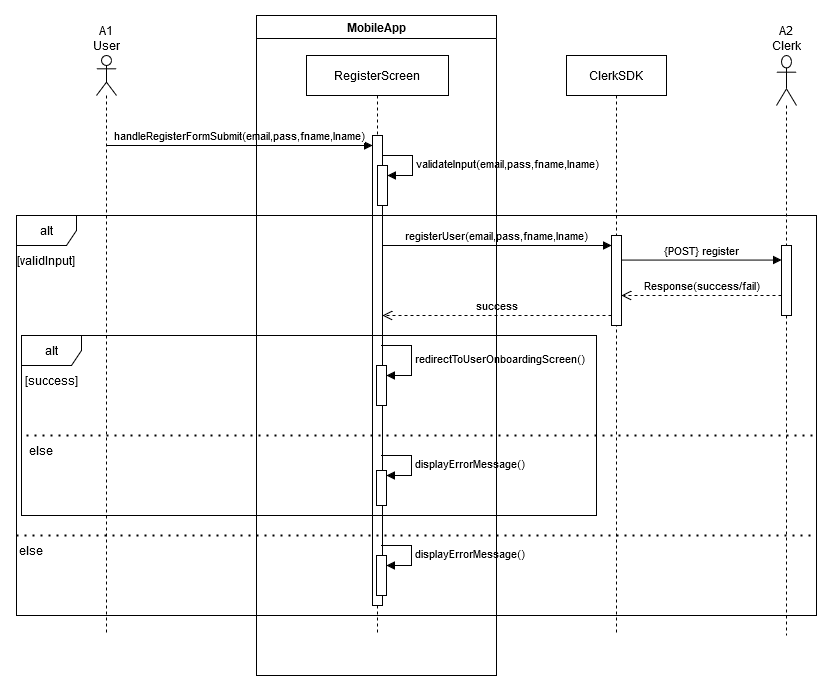 A1
User
MobileApp
A2
Clerk
RegisterScreen
ClerkSDK
handleRegisterFormSubmit(email,pass,fname,lname)
validateInput(email,pass,fname,lname)
alt
[validInput]
registerUser(email,pass,fname,lname)
{POST} register
Response(success/fail)
success
alt
[success]
redirectToUserOnboardingScreen()
else
displayErrorMessage()
else
displayErrorMessage()